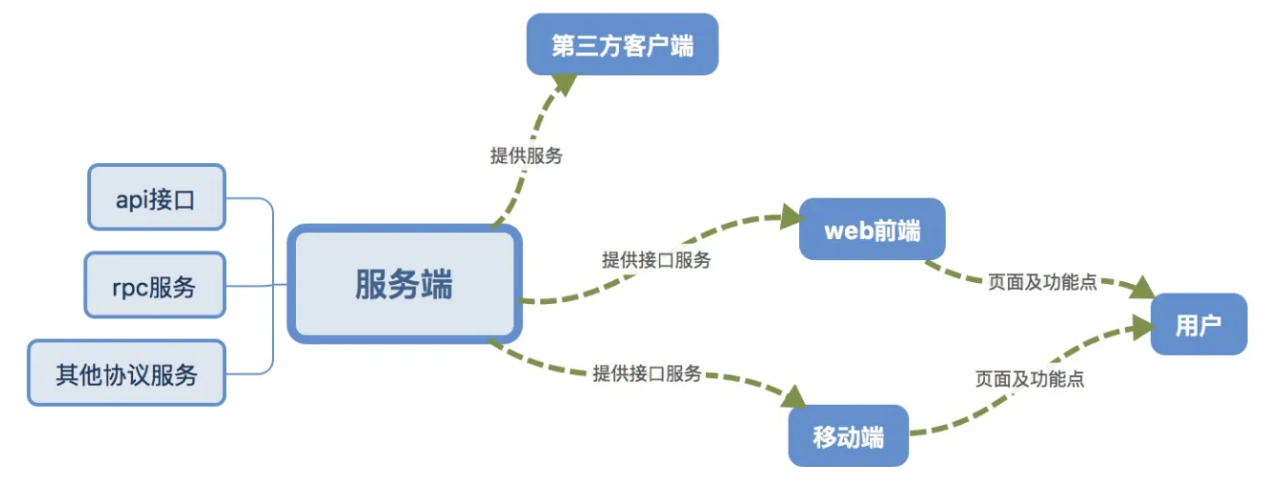 第三方客户端
提供服务
api接口
rpc服务
其他协议服务
服务端
提供接口服务
web前端
页面及功能点
用户
提供接口服务
页面及功能点
移动端